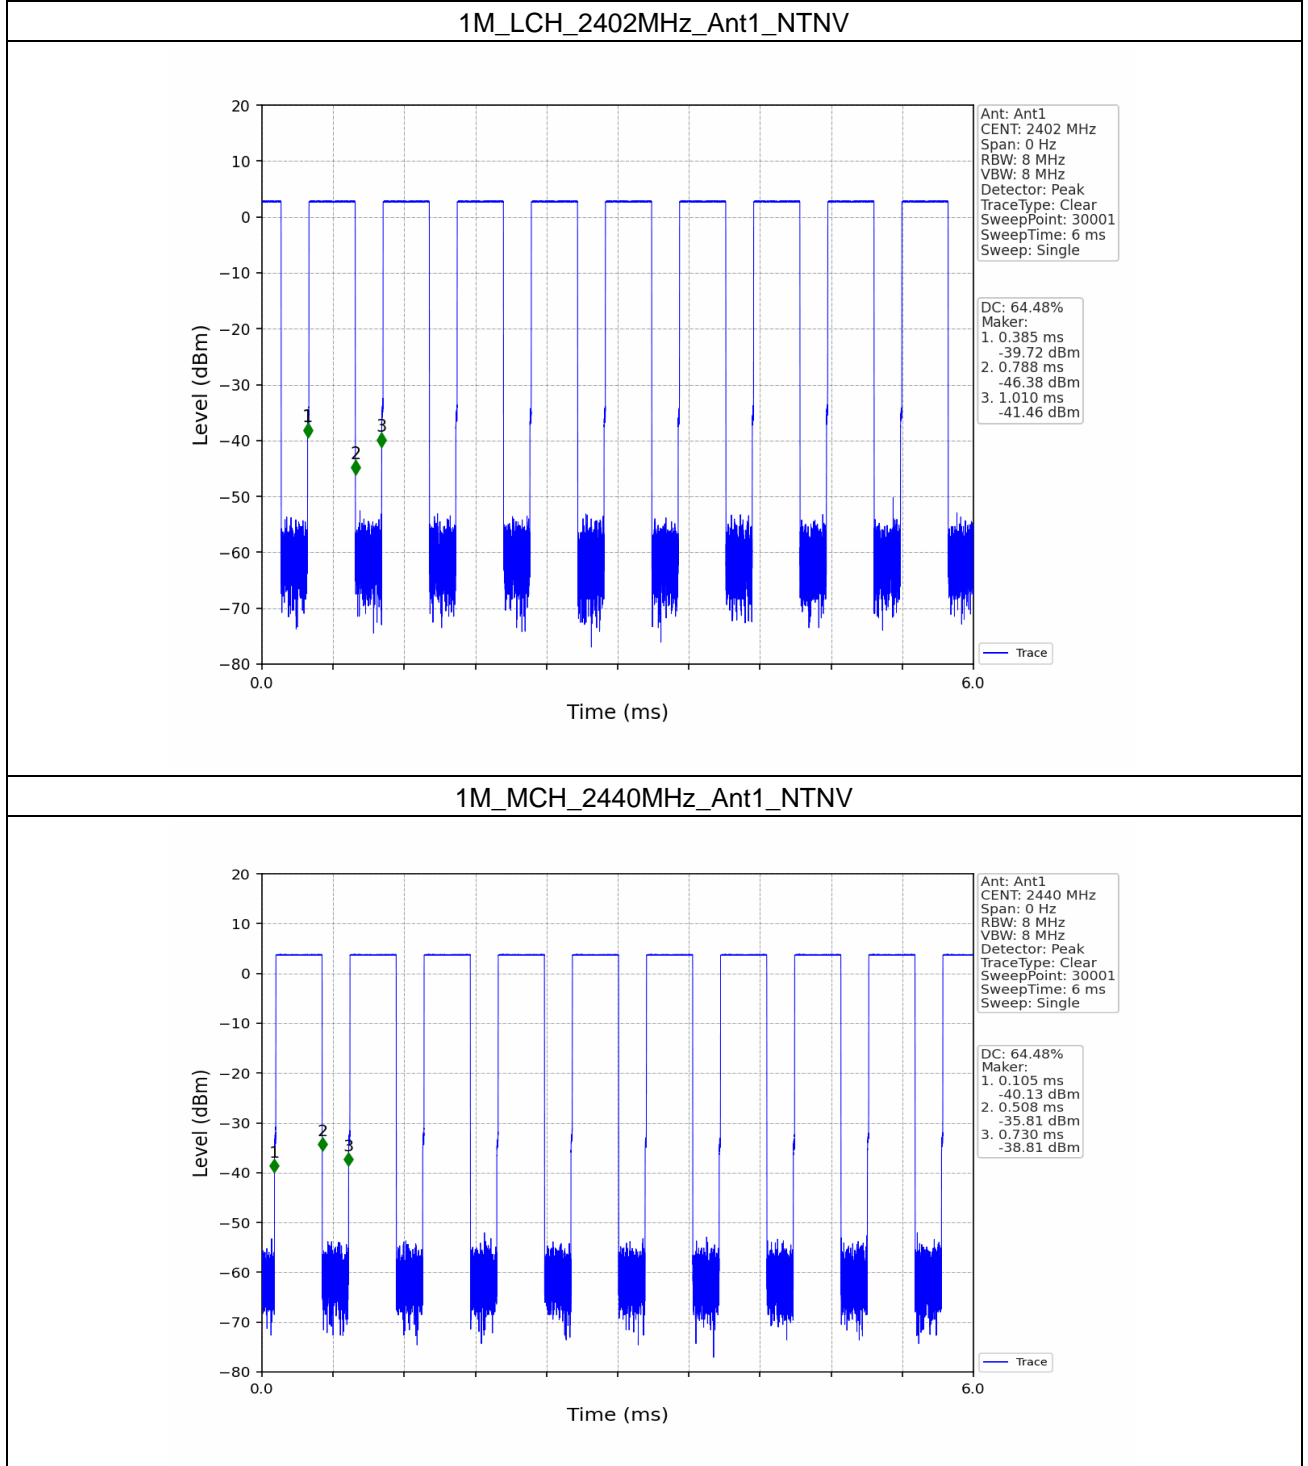 1M_LCH_2402MHz_Ant1_NTNV
20
10
0
−10
−20
−30
−40
−50
−60
−70
−80
Level (dBm)
1
2
3
0.0
6.0
Time (ms)
Ant: Ant1
CENT: 2402 MHz
Span: 0 Hz
RBW: 8 MHz
VBW: 8 MHz
Detector: Peak
TraceType: Clear
SweepPoint: 30001
SweepTime: 6 ms
Sweep: Single
DC: 64.48%
Maker:
1. 0.385 ms
-39.72 dBm
2. 0.788 ms
-46.38 dBm
3. 1.010 ms
-41.46 dBm
Trace
1M_MCH_2440MHz_Ant1_NTNV
20
10
0
−10
−20
−30
−40
−50
−60
−70
−80
Level (dBm)
1
2
3
0.0
6.0
Time (ms)
Ant: Ant1
CENT: 2440 MHz
Span: 0 Hz
RBW: 8 MHz
VBW: 8 MHz
Detector: Peak
TraceType: Clear
SweepPoint: 30001
SweepTime: 6 ms
Sweep: Single
DC: 64.48%
Maker:
1. 0.105 ms
-40.13 dBm
2. 0.508 ms
-35.81 dBm
3. 0.730 ms
-38.81 dBm
Trace